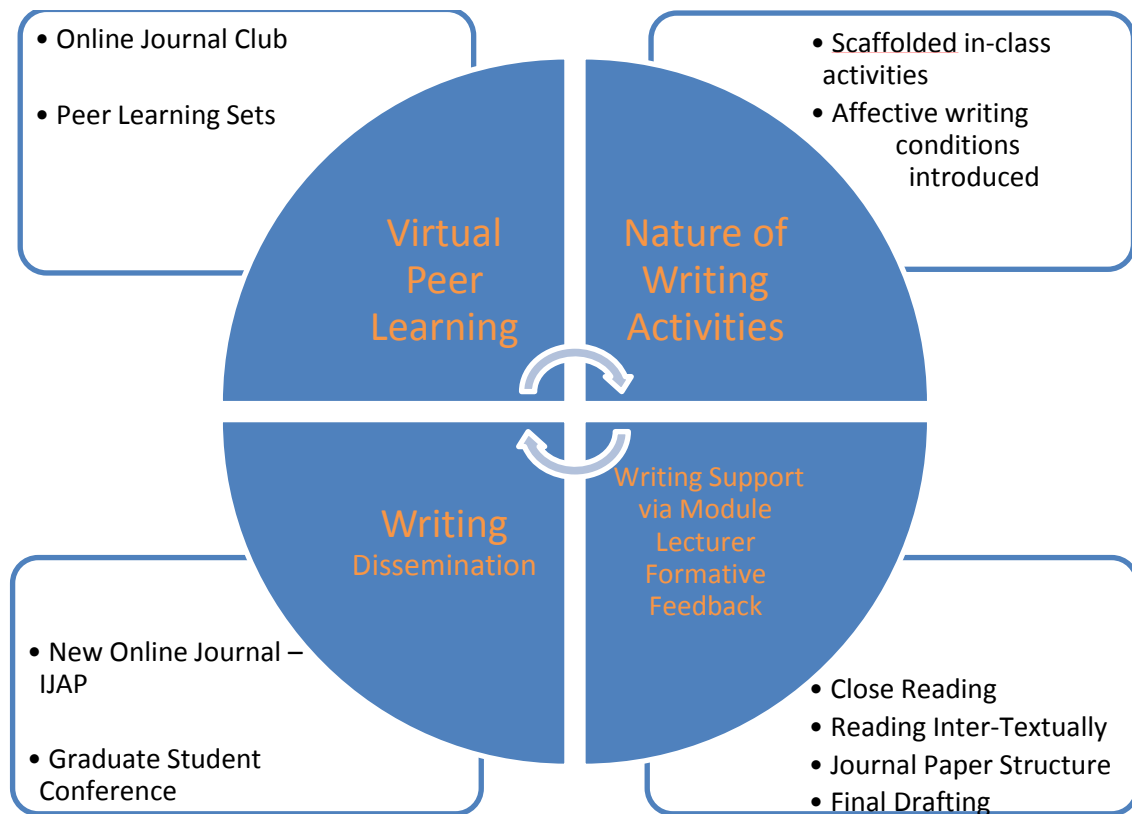 • Online Journal Club
• Peer Learning Sets
• Scaffolded in-class
activities
• Affective writing
conditions
introduced
Virtual
Peer
Learning
Nature of
Writing
Activities
Writing
Dissemination
Writing Support
via Module
Lecturer
Formative
Feedback
• New Online Journal –
IJAP
• Graduate Student
Conference
• Close Reading
• Reading Inter-Textually
• Journal Paper Structure
• Final Drafting